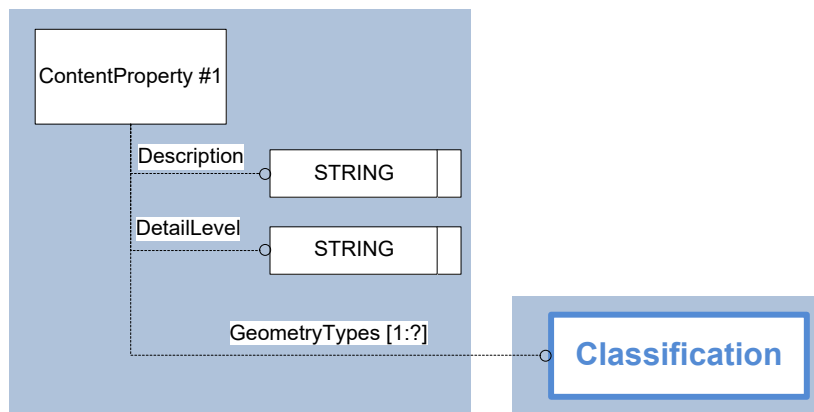 ContentProperty #1
Description
STRING
DetailLevel
STRING
GeometryTypes [1:?]
Classification